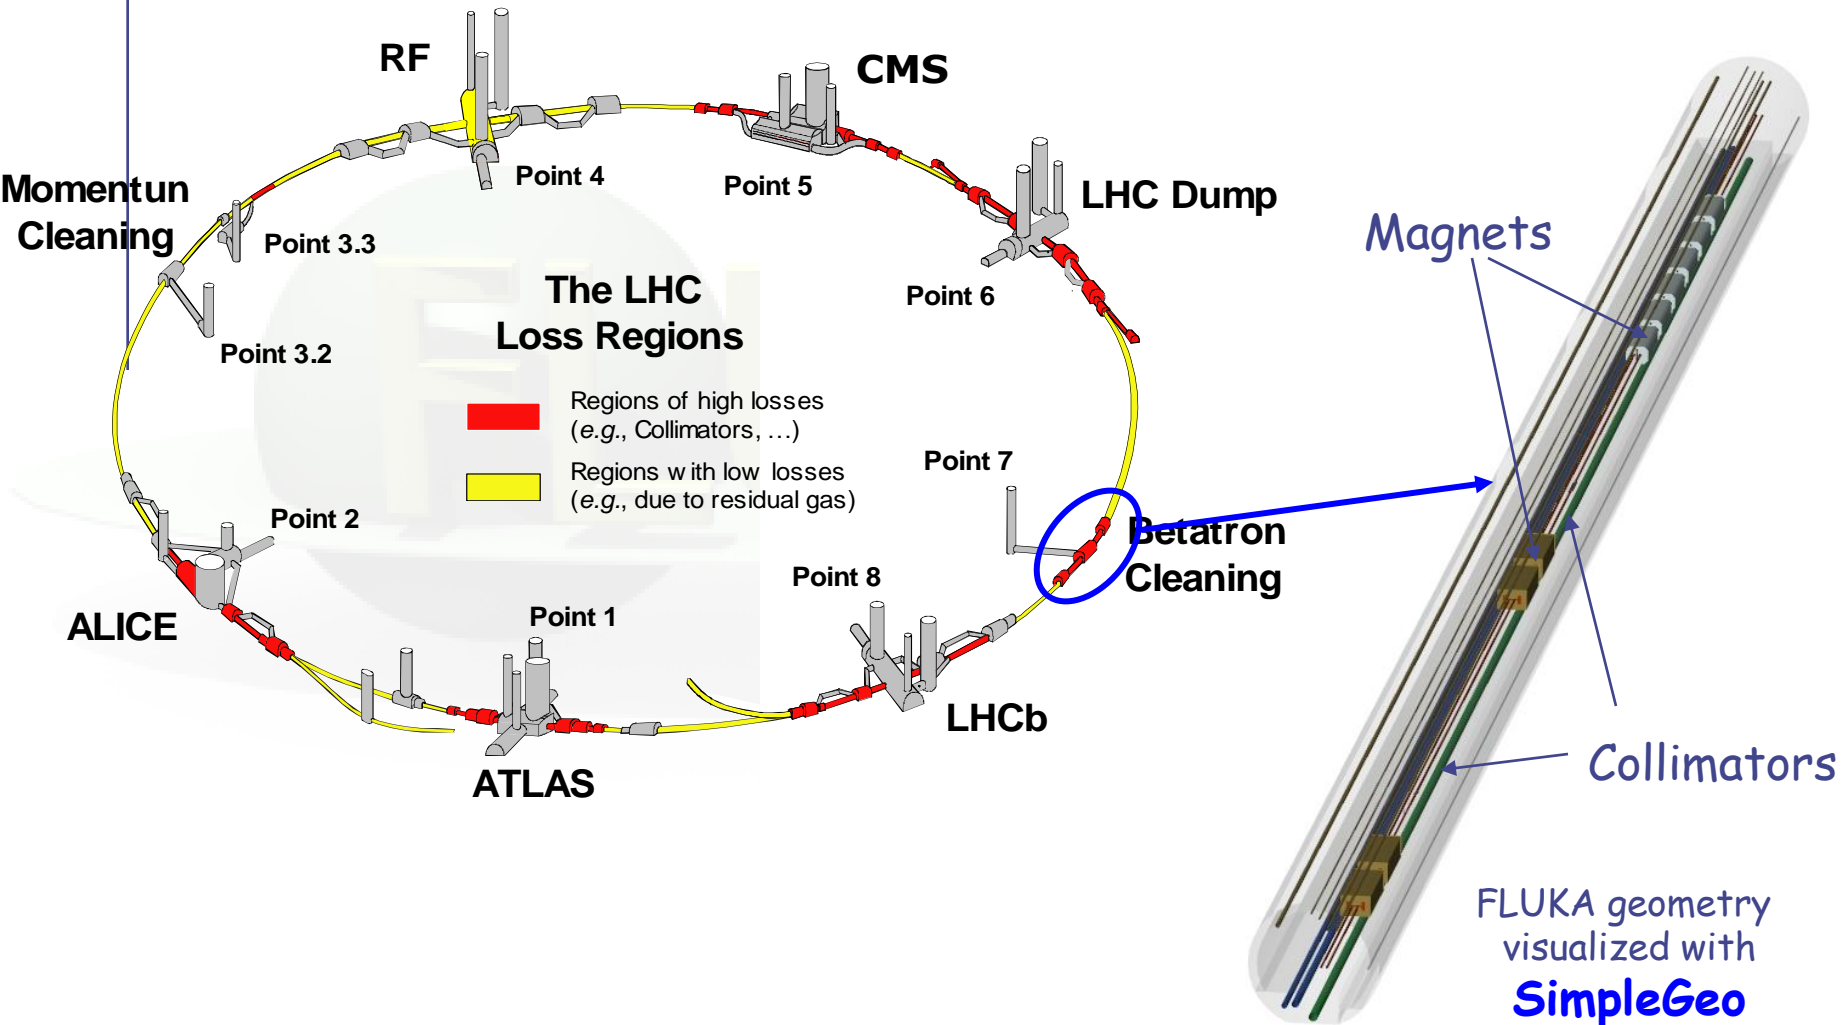 RF
CMS
Point 4
Point 5
LHC Dump
Momentun
Cleaning
Point 3.3
Magnets
The LHC
Loss Regions
Point 6
Point 3.2
Regions of high losses
(e.g., Collimators, …)
Regions with low losses
(e.g., due to residual gas)
Point 7
Point 2
Betatron
Cleaning
Point 8
Point 1
ALICE
LHCb
ATLAS
Collimators
FLUKA geometry
visualized with
SimpleGeo